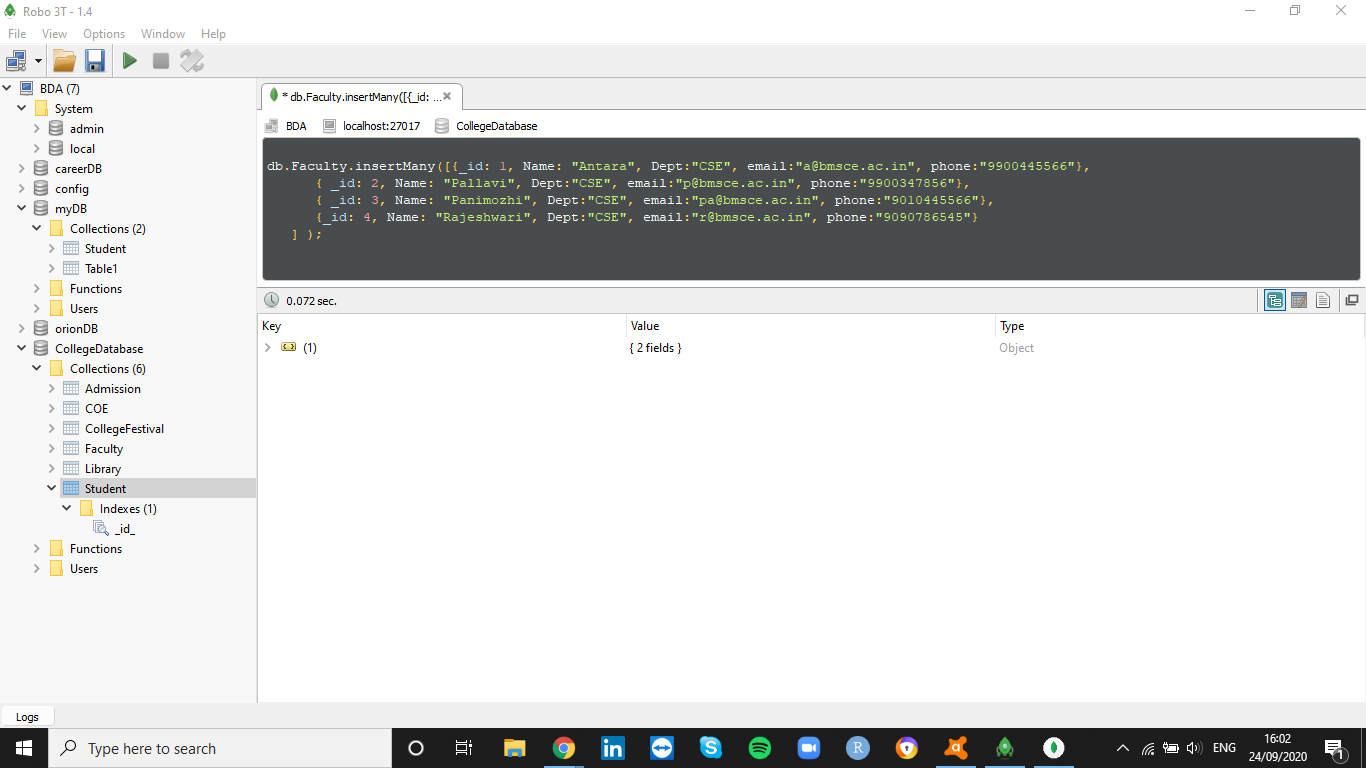 Robo 3T - 1.4
File View Options Window Help
BDA (7)
System
admin
local
careerDB
config
myDB
Collections (2)
Student
Table1
Functions
Users
orionDB
CollegeDatabase
Collections (6)
Admission
COE
CollegeFestival
Faculty
Library
Student
Indexes (1)
_id_
Functions
Users
* db.Faculty.insertMany([{_id: ...
BDA localhost:27017 CollegeDatabase
db.Faculty.insertMany([{_id: 1, Name: "Antara", Dept:"CSE", email:"a@bmsce.ac.in", phone:"9900445566"},
{ _id: 2, Name: "Pallavi", Dept:"CSE", email:"p@bmsce.ac.in", phone:"9900347856"},
{ _id: 3, Name: "Panimozhi", Dept:"CSE", email:"pa@bmsce.ac.in", phone:"9010445566"},
{_id: 4, Name: "Rajeshwari", Dept:"CSE", email:"r@bmsce.ac.in", phone:"9090786545"}
] );
0.072 sec.
Key Value Type
(1) { 2 fields } Object
Logs
Type here to search
ENG
16:02
24/09/2020
1